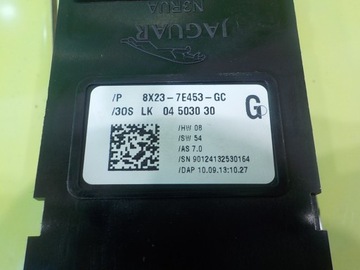 JAGUAR
N8RUA
/P 8X23-7E453-GC
/30S LK 04 5030 30
G
/HW 08
/SW 54
/AS 7.0
/SN 90124132530164
/DAP 10.09.13:10.27